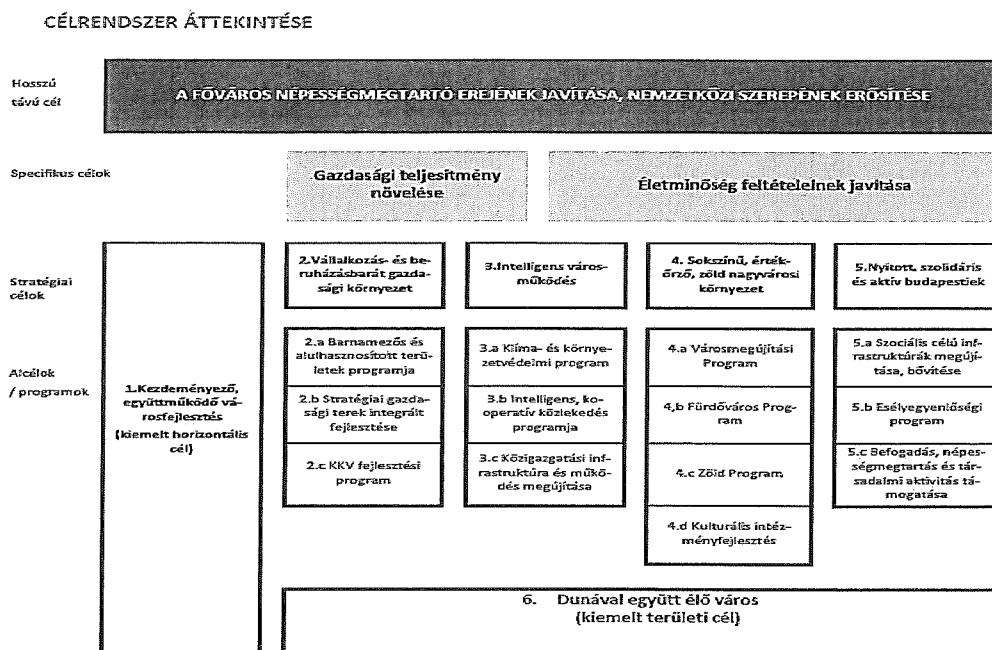 CÉLRENDSZER ÁTTEKINTÉSE
Hosszú
távú cél
A FŐVÁROS NÉPESSÉGMEGTARTÓ EREJÉNEK JAVÍTÁSA, NEMZETKÖZI SZEREPÉNEK ERŐSÍTÉSE
Specifikus célok
Gazdasági teljesítmény
növelése
Életminőség feltételeinek javítása
Stratégiai
célok
2.Vállalkozás- és be-
ruházásbarát gazda-
sági környezet
3.Intelligens város-
működés
4. Sokszínű, érték-
őrző, zöld nagyvárosi
környezet
5.Nyitott, szolidáris
és aktív budapestiek
Alcélok
/ programok
1.Kezdeményező,
együttműködő vá-
rosfejlesztés
(kiemelt horizontális
cél)
2.a Barnamezős és
alulhasznosított terü-
letek programja
2.b Stratégiai gazda-
sági terek integrált
fejlesztése
2.c KKV fejlesztési
program
3.a Klíma- és környe-
zetvédelmi program
3.b Intelligens, ko-
operatív közlekedés
programja
3.c Közigazgatási inf-
rastruktúra és műkö-
dés megújítása
4.a Városmegújítási
Program
4.b Fürdőváros Prog-
ram
4.c Zöld Program
4.d Kulturális intéz-
ményfejlesztés
5.a Szociális célú inf-
rastruktúrák megújí-
tása, bővítése
5.b Esélyegyenlőségi
program
5.c Befogadás, népes-
ségmegtartás és tár-
sadalmi aktivitás tá-
mogatása
6. Dunával együtt élő város
(kiemelt területi cél)